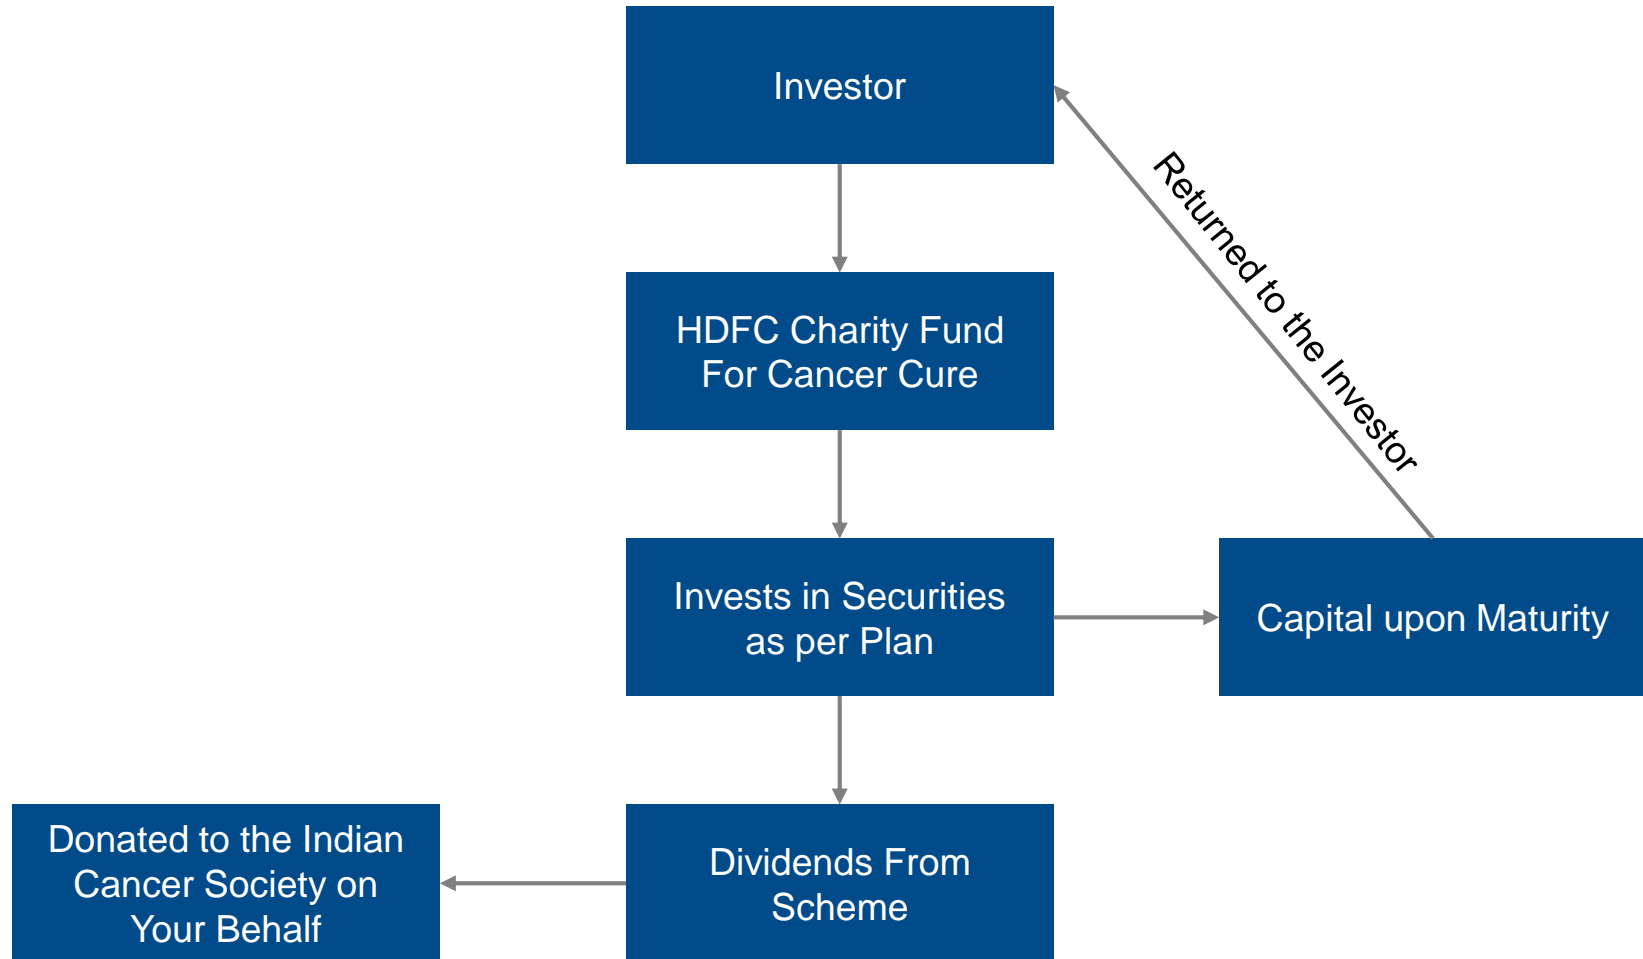 Investor
Returned to the Investor
HDFC Charity Fund
For Cancer Cure
Invests in Securities
as per Plan
Capital upon Maturity
Donated to the Indian
Cancer Society on
Your Behalf
Dividends From
Scheme